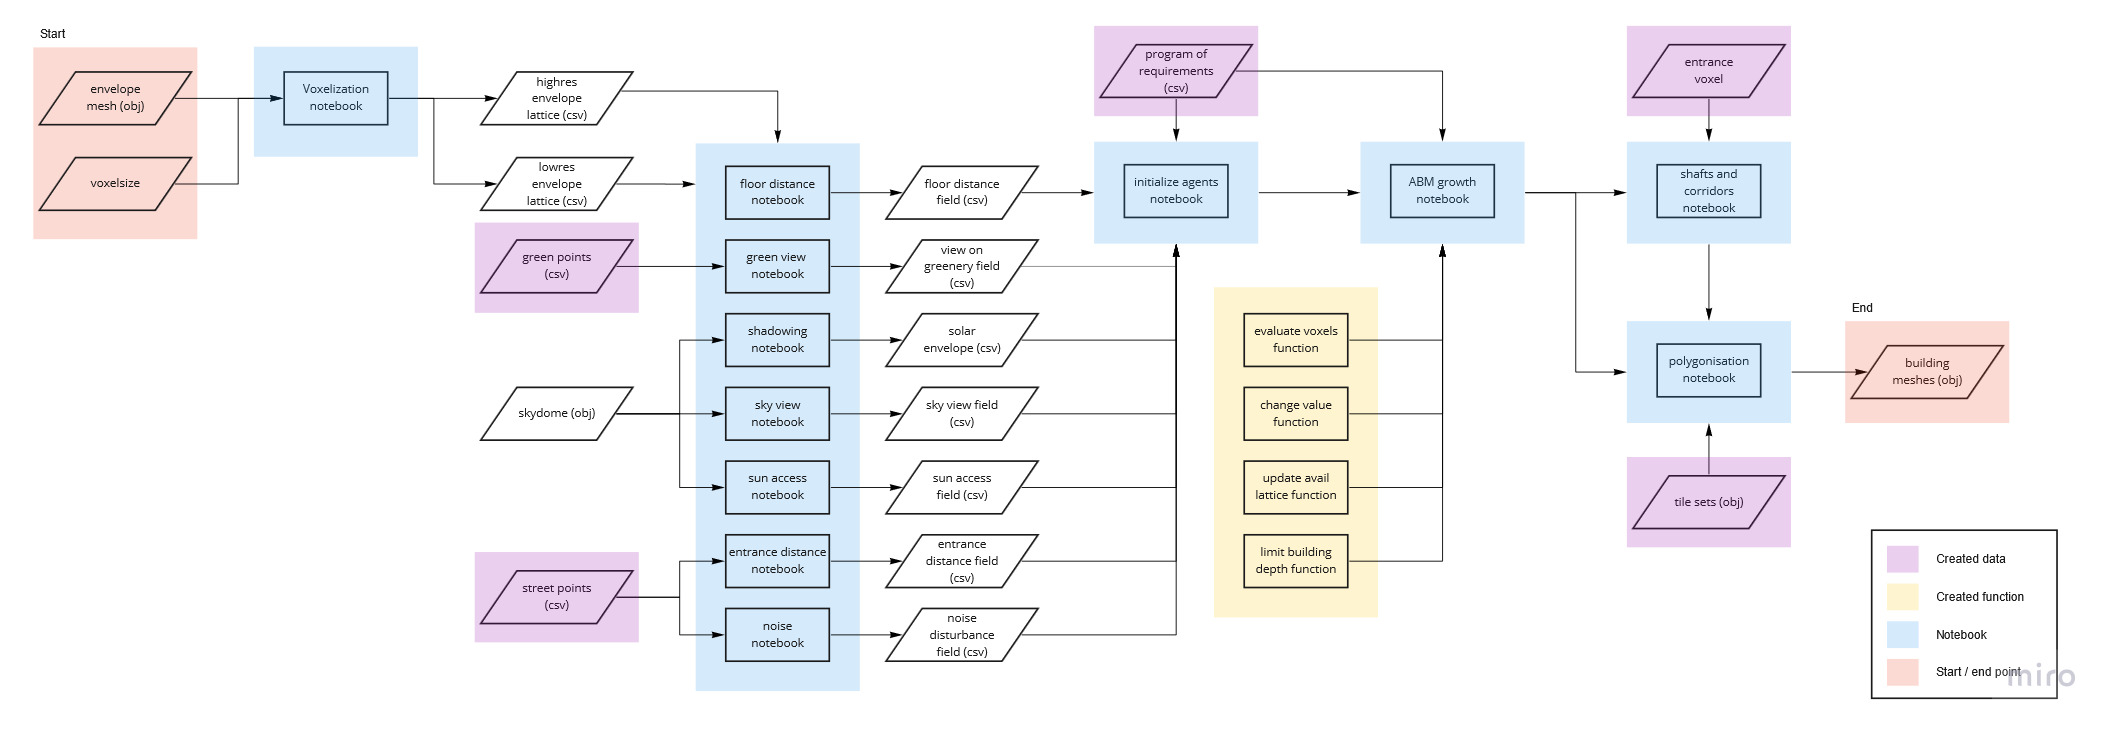 Start
envelope
mesh (obj)
voxelsize
Voxelization
notebook
highres
envelope
lattice (csv)
lowres
envelope
lattice (csv)
green points
(csv)
skydome (obj)
street points
(csv)
floor distance
notebook
green view
notebook
shadowing
notebook
sky view
notebook
sun access
notebook
entrance distance
notebook
noise
notebook
floor distance
field (csv)
view on
greenery field
(csv)
solar
envelope (csv)
sky view field
(csv)
sun access
field (csv)
entrance
distance field
(csv)
noise
disturbance
field (csv)
program of
requirements
(csv)
initialize agents
notebook
evaluate voxels
function
change value
function
update avail
lattice function
limit building
depth function
ABM growth
notebook
entrance
voxel
shafts and
corridors
notebook
polygonisation
notebook
tile sets (obj)
End
building
meshes (obj)
Created data
Created function
Notebook
Start / end point
miro